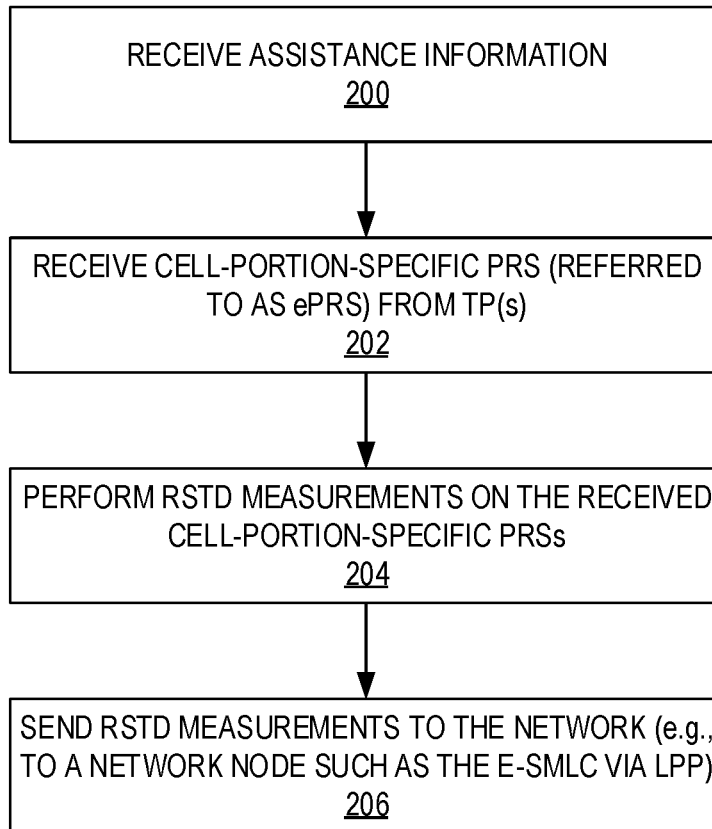 RECEIVE ASSISTANCE INFORMATION
200
RECEIVE CELL-PORTION-SPECIFIC PRS (REFERRED
TO AS ePRS) FROM TP(s)
202
PERFORM RSTD MEASUREMENTS ON THE RECEIVED
CELL-PORTION-SPECIFIC PRSs
204
SEND RSTD MEASUREMENTS TO THE NETWORK (e.g.,
TO A NETWORK NODE SUCH AS THE E-SMLC VIA LPP)
206